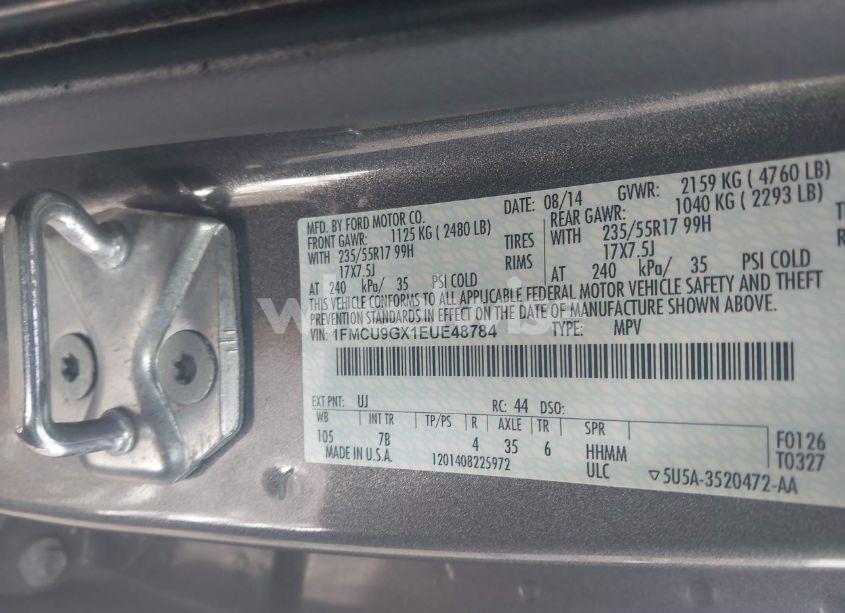 MFD. BY FORD MOTOR CO. DATE: 08/14 GVWR: 2159 KG ( 4760 LB)
FRONT GAWR: 1125 KG ( 2480 LB) REAR GAWR: 1040 KG ( 2293 LB)
WITH 235/55R17 99H TIRES WITH 235/55R17 99H
17X7.5J RIMS 17X7.5J
AT 240 kPa/ 35 PSI COLD AT 240 kPa/ 35 PSI COLD
THIS VEHICLE CONFORMS TO ALL APPLICABLE FEDERAL MOTOR VEHICLE SAFETY AND THEFT
PREVENTION STANDARDS IN EFFECT ON THE DATE OF MANUFACTURE SHOWN ABOVE.
VIN: 1FMCU9GX1EUE48784 TYPE: MPV
EXT PNT: UJ RC: 44 DSO:
WB INT TR TP/PS R AXLE TR SPR
105 7B 4 35 6 HHMM F0126
MADE IN U.S.A. 1201408225972 ULC T0327
▽5U5A-3520472-AA